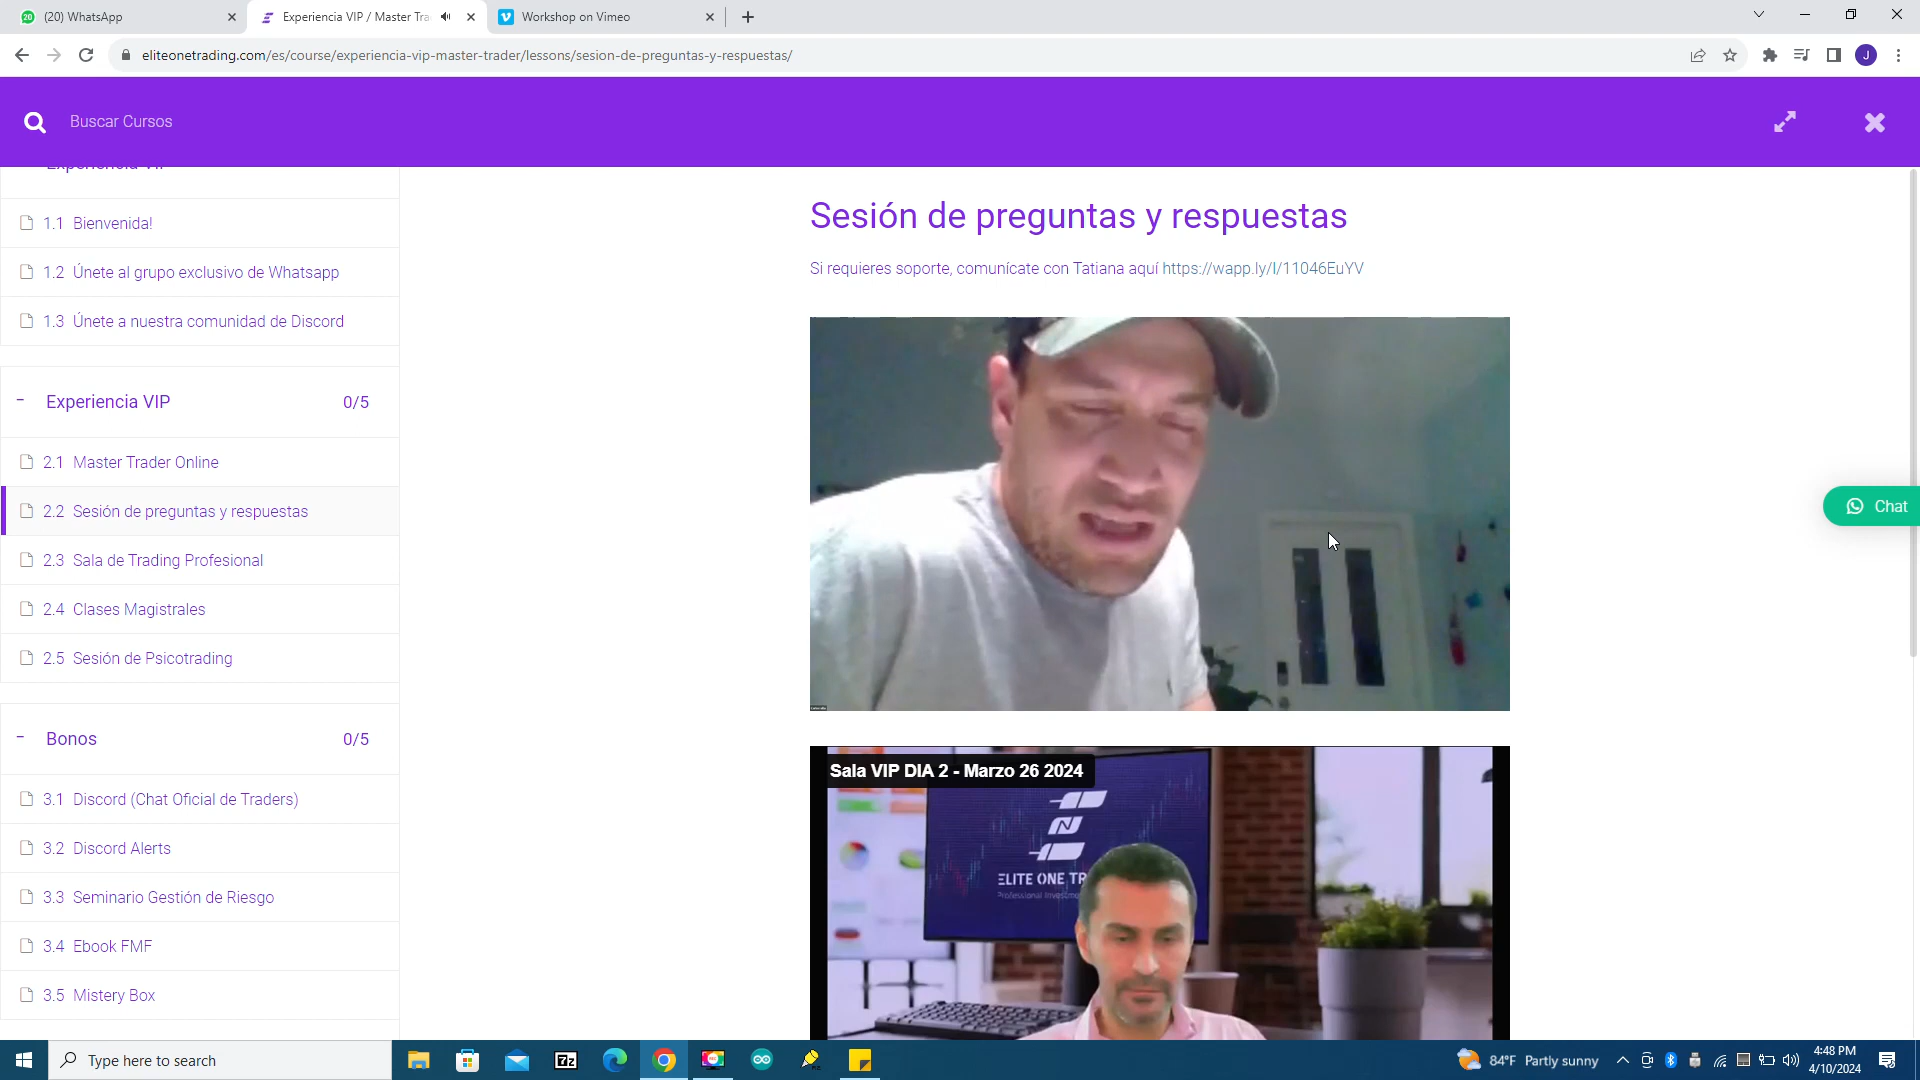 (20) WhatsApp
Experiencia VIP / Master Tra
Workshop on Vimeo
eliteonetrading.com/es/course/experiencia-vip-master-trader/lessons/sesion-de-preguntas-y-respuestas/
J
Buscar Cursos
1.1 Bienvenida!
1.2 Únete al grupo exclusivo de Whatsapp
1.3 Únete a nuestra comunidad de Discord
- Experiencia VIP 0/5
2.1 Master Trader Online
2.2 Sesión de preguntas y respuestas
2.3 Sala de Trading Profesional
2.4 Clases Magistrales
2.5 Sesión de Psicotrading
- Bonos 0/5
3.1 Discord (Chat Oficial de Traders)
3.2 Discord Alerts
3.3 Seminario Gestión de Riesgo
3.4 Ebook FMF
3.5 Mistery Box
Sesión de preguntas y respuestas
Si requieres soporte, comunícate con Tatiana aquí https://wapp.ly/l/11046EuYV
Chat
Sala VIP DIA 2 - Marzo 26 2024
ELITE ONE TR
Professional Investme
Type here to search
7z
84°F Partly sunny
4:48 PM
4/10/2024